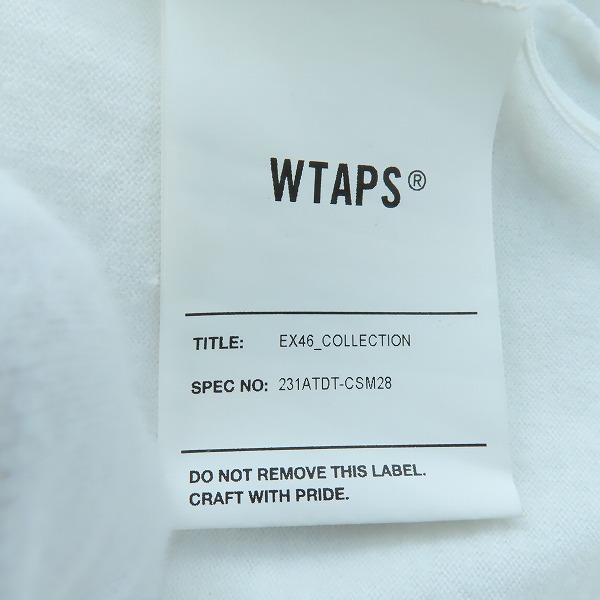 WTAPS®
TITLE: EX46_COLLECTION
SPEC NO: 231ATDT-CSM28
DO NOT REMOVE THIS LABEL.
CRAFT WITH PRIDE.